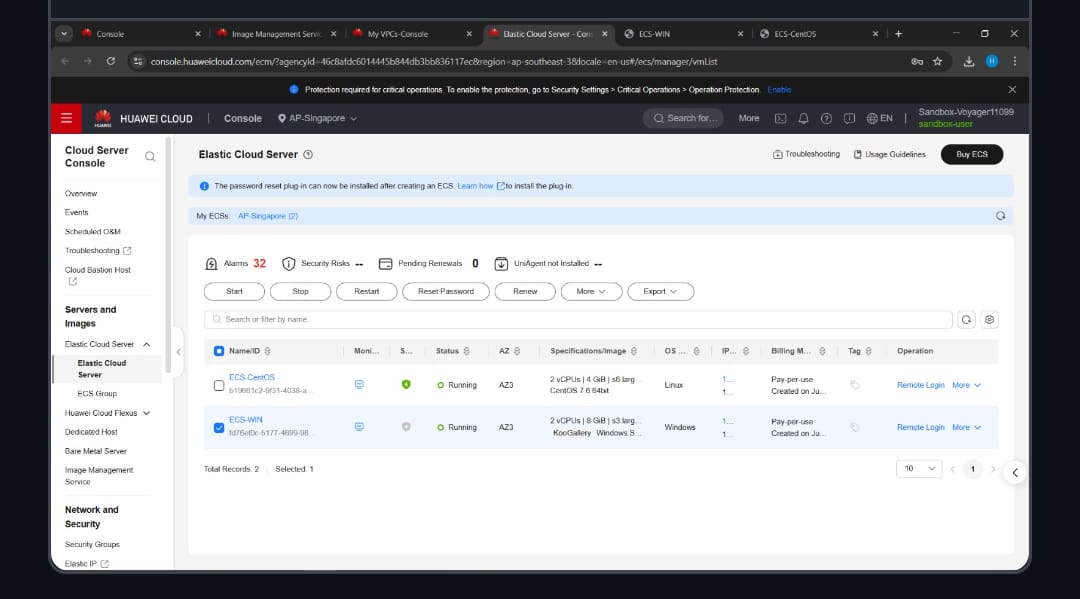 Console
Image Management Servic
My VPCs-Console
Elastic Cloud Server - Con
ECS-WIN
ECS-CentOS
console.huaweicloud.com/ecm/?agencyId=46c8afdc6014445b844db3bb836117ec&region=ap-southeast-3&locale=en-us#/ecs/manager/vmList
H
Protection required for critical operations. To enable the protection, go to Security Settings > Critical Operations > Operation Protection. Enable
HUAWEI
HUAWEI CLOUD
Console
AP-Singapore
Search for...
More
EN
Sandbox-Voyager11099
sandbox-user
Cloud Server
Console
Overview
Events
Scheduled O&M
Troubleshooting
Cloud Bastion Host
Servers and
Images
Elastic Cloud Server
Elastic Cloud
Server
ECS Group
Huawei Cloud Flexus
Dedicated Host
Bare Metal Server
Image Management
Service
Network and
Security
Security Groups
Elastic IP
Elastic Cloud Server
Troubleshooting
Usage Guidelines
Buy ECS
The password reset plug-in can now be installed after creating an ECS. Learn how to install the plug-in.
My ECSs: AP-Singapore (2)
Alarms 32
Security Risks --
Pending Renewals 0
UniAgent not Installed --
Start
Stop
Restart
Reset Password
Renew
More
Export
Search or filter by name.
Name/ID
Moni...
S...
Status
AZ
Specifications/Image
OS ...
IP...
Billing M...
Tag
Operation
ECS-CentOS
b19661c2-9f31-4038-a...
Running
AZ3
2 vCPUs | 4 GiB | s6.larg...
CentOS 7.6 64bit
Linux
1...
1...
Pay-per-use
Created on Ju...
Remote Login More
ECS-WIN
fd76ef0c-5177-4699-98...
Running
AZ3
2 vCPUs | 8 GiB | s3.larg...
KooGallery Windows S...
Windows
1...
1...
Pay-per-use
Created on Ju...
Remote Login More
Total Records: 2
Selected: 1
10
1